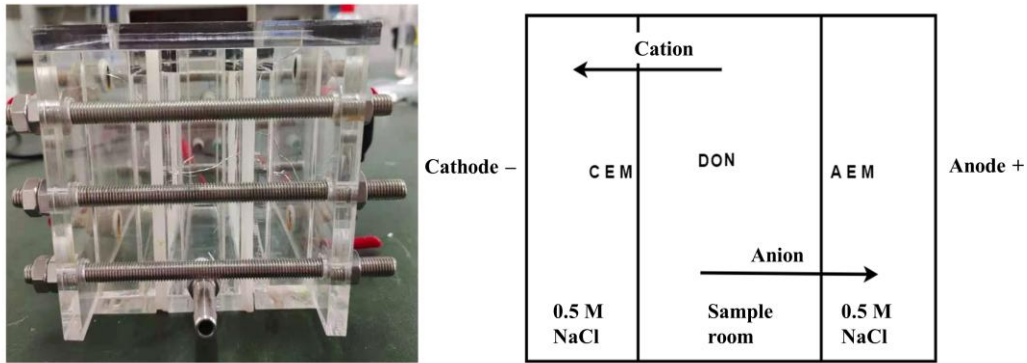 Cation
Cathode –
CEM
DON
AEM
Anode +
Anion
0.5 M
NaCl
Sample
room
0.5 M
NaCl